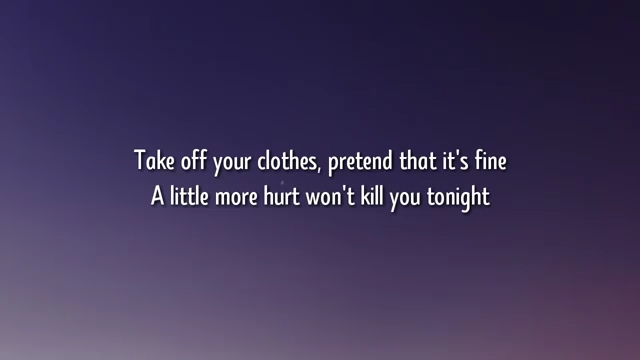 Take off your clothes, pretend that it's fine
A little more hurt won't kill you tonight